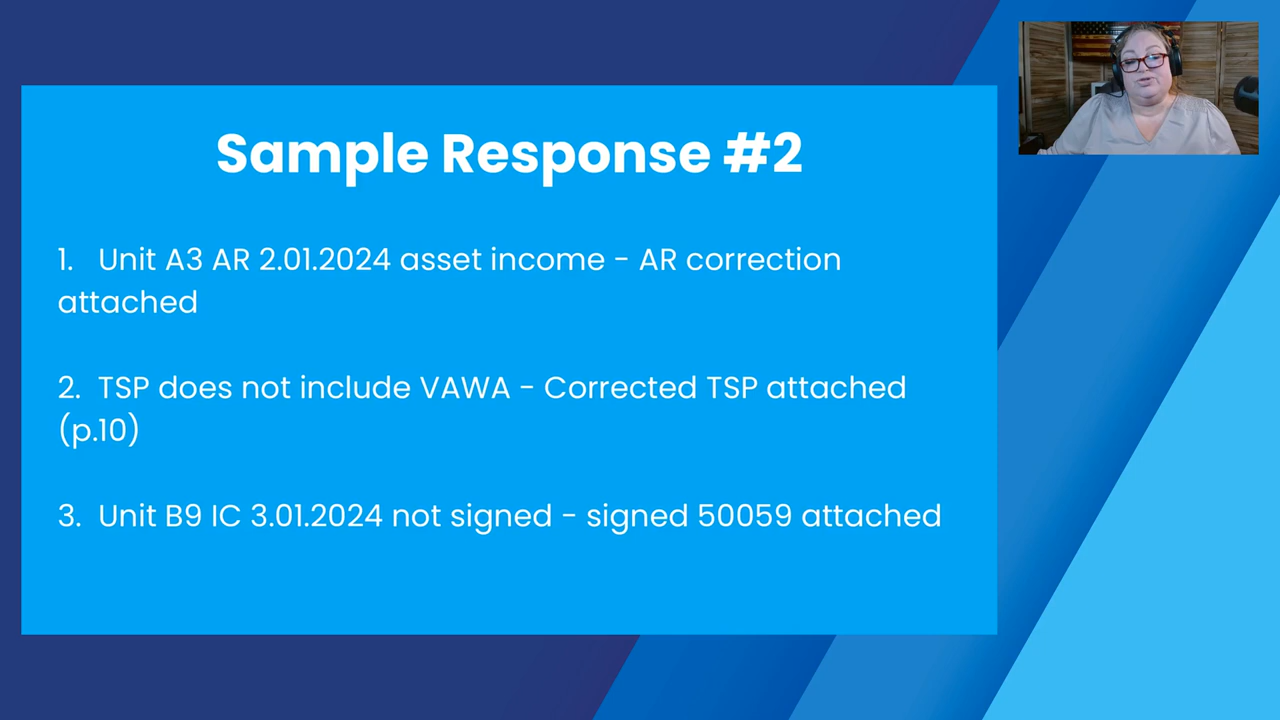 Sample Response #2
1. Unit A3 AR 2.01.2024 asset income - AR correction
attached
2. TSP does not include VAWA - Corrected TSP attached
(p.10)
3. Unit B9 IC 3.01.2024 not signed - signed 50059 attached